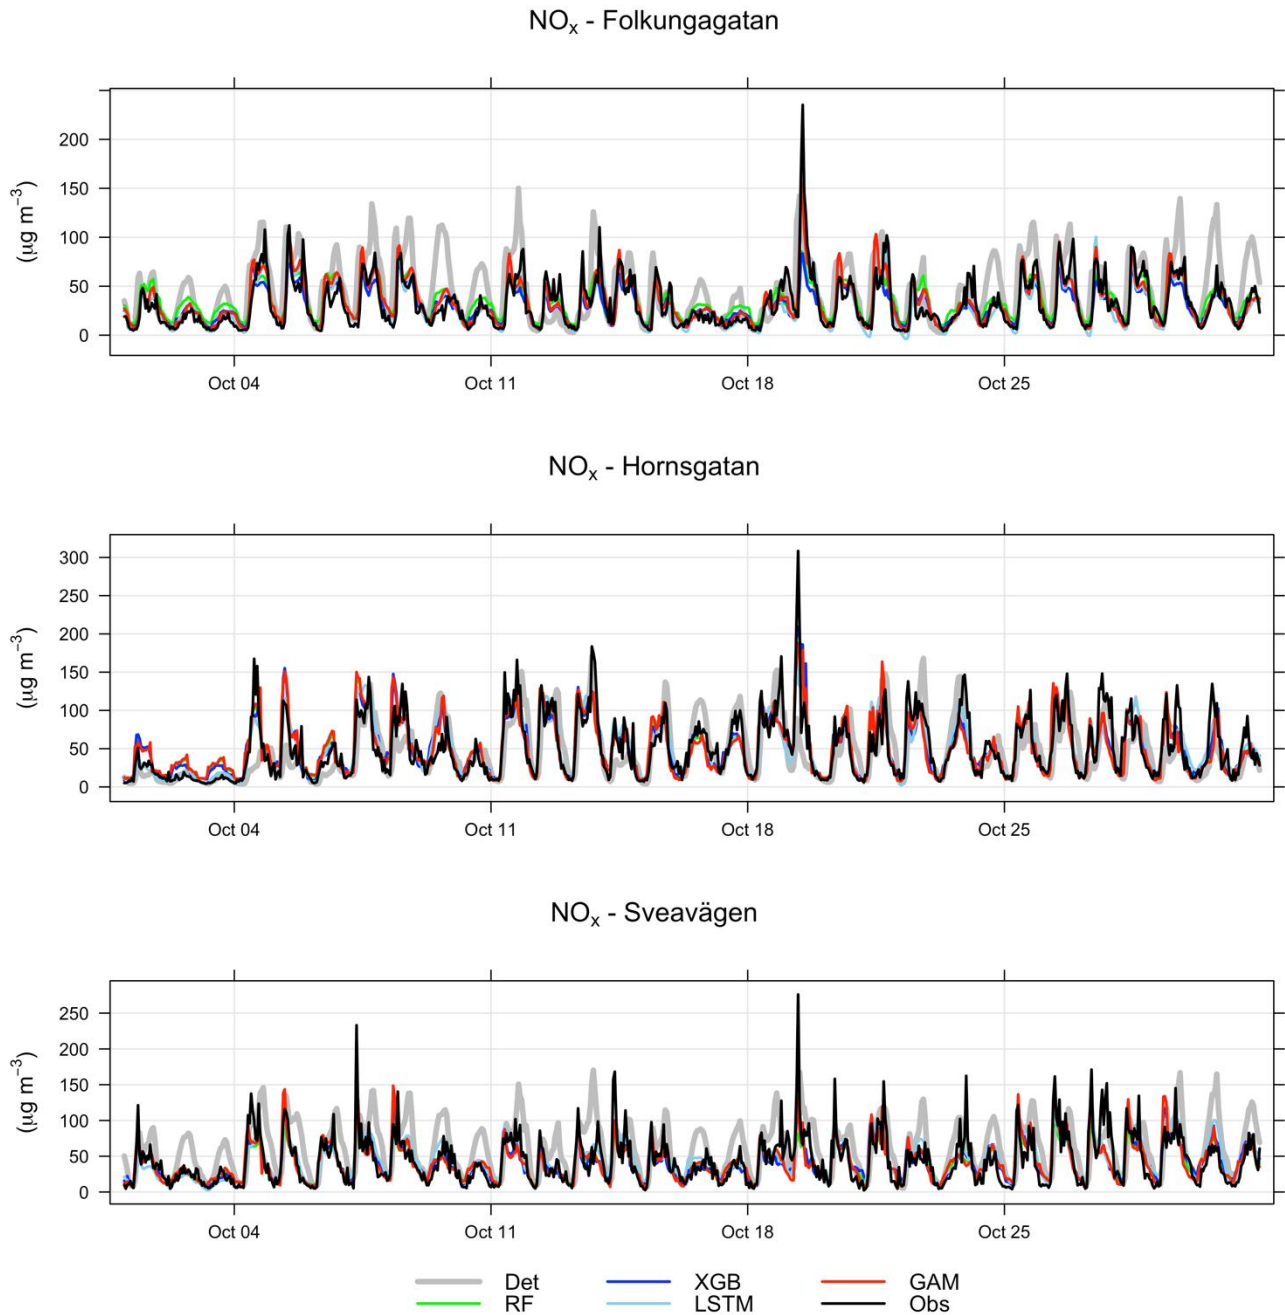 NOx - Folkungagatan
(µg m−3)
200
150
100
50
0
Oct 04 Oct 11 Oct 18 Oct 25
NOx - Hornsgatan
(µg m−3)
300
250
200
150
100
50
0
Oct 04 Oct 11 Oct 18 Oct 25
NOx - Sveavägen
(µg m−3)
250
200
150
100
50
0
Oct 04 Oct 11 Oct 18 Oct 25
Det XGB GAM
RF LSTM Obs